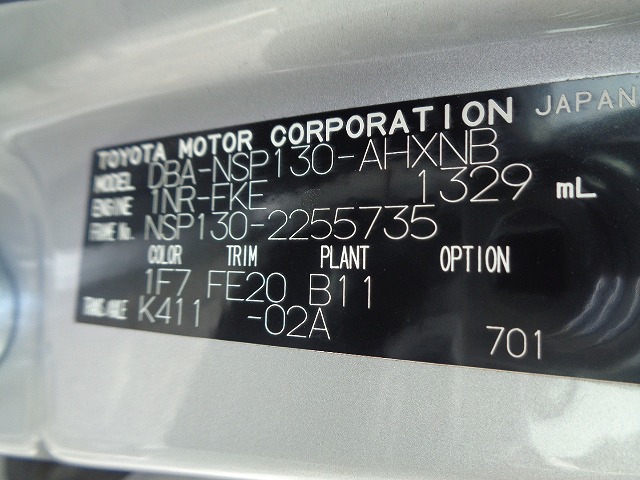 TOYOTA MOTOR CORPORATION JAPAN
MODEL DBA-NSP130-AHXNB
ENGINE 1NR-FKE 1329 mL
FRAME No. NSP130-2255735
COLOR TRIM PLANT OPTION
1F7 FE20 B11
TRANS. AXLE K411 -02A
701